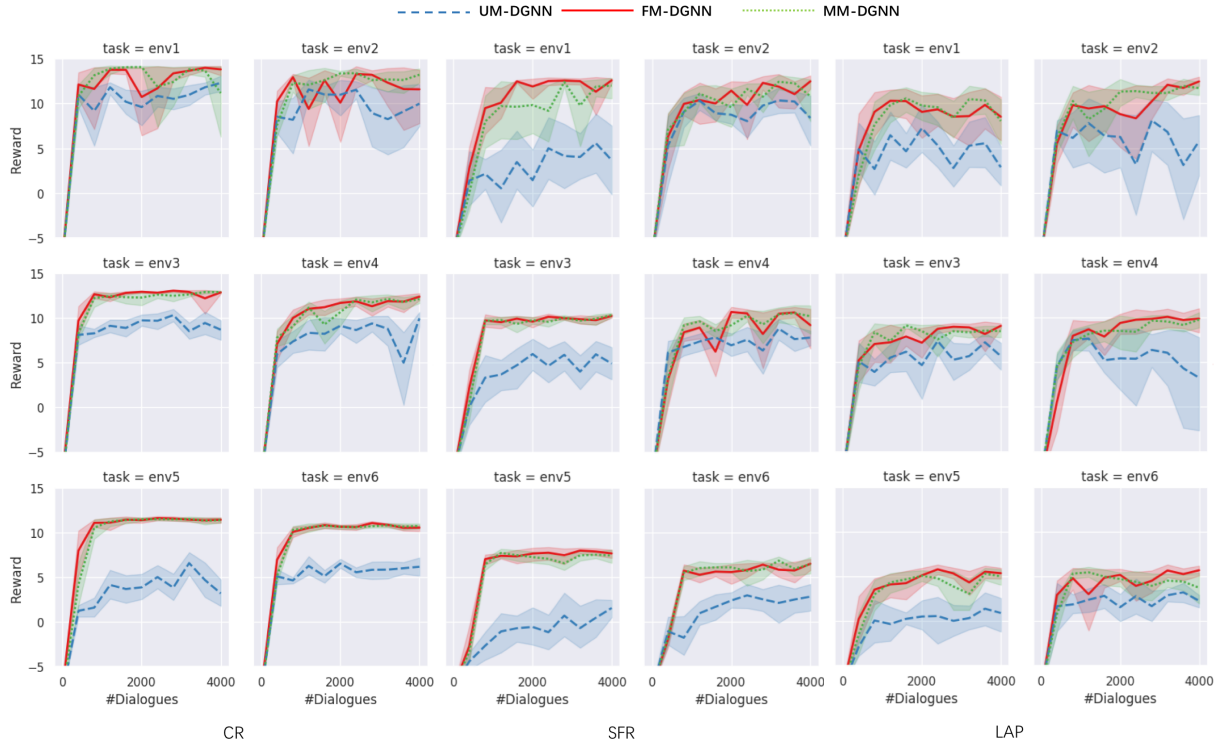 UM-DGNN FM-DGNN MM-DGNN
task = env1 task = env2 task = env1 task = env2 task = env1 task = env2
15
10
5
0
−5
Reward
task = env3 task = env4 task = env3 task = env4 task = env3 task = env4
15
10
5
0
−5
Reward
task = env5 task = env6 task = env5 task = env6 task = env5 task = env6
15
10
5
0
−5
Reward
0 2000 4000 0 2000 4000 0 2000 4000 0 2000 4000 0 2000 4000 0 2000 4000
#Dialogues #Dialogues #Dialogues #Dialogues #Dialogues #Dialogues
CR SFR LAP